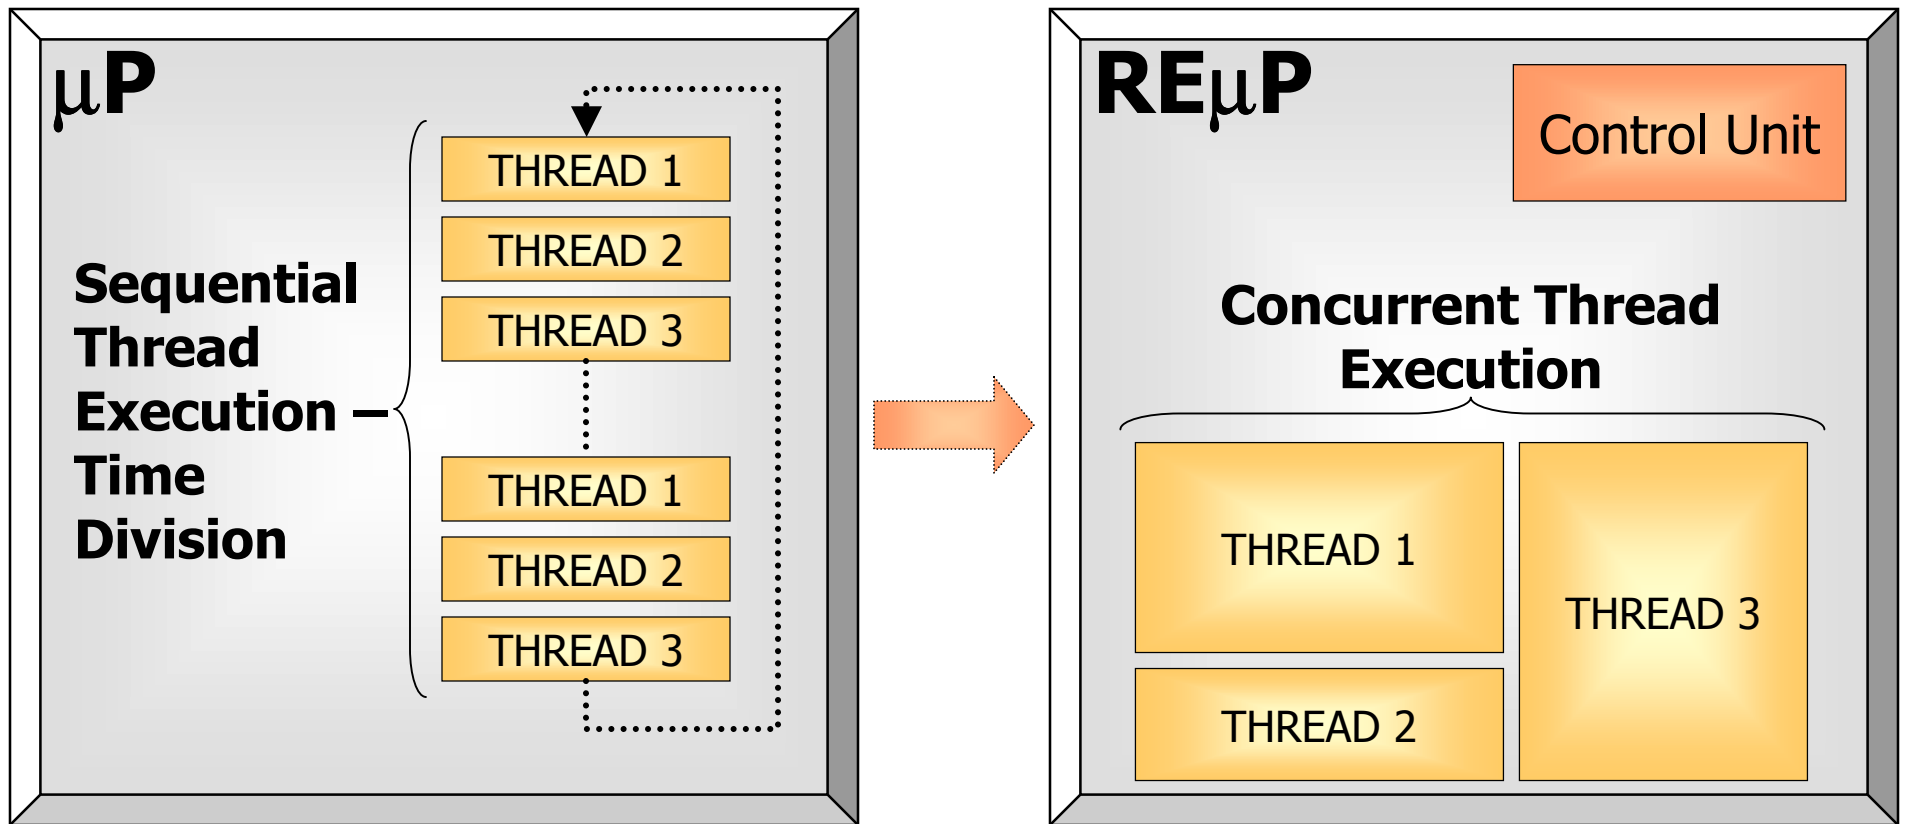 μP
Sequential
Thread
Execution –
Time
Division
THREAD 1
THREAD 2
THREAD 3
THREAD 1
THREAD 2
THREAD 3
REμP
Control Unit
Concurrent Thread
Execution
THREAD 1
THREAD 2
THREAD 3